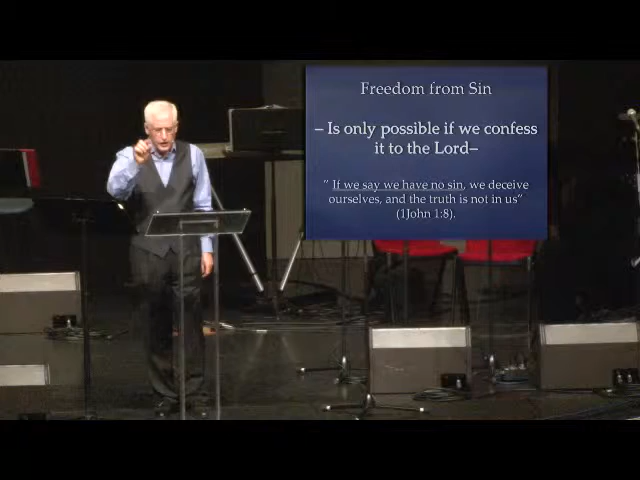 Freedom from Sin
– Is only possible if we confess
it to the Lord–
” If we say we have no sin, we deceive
ourselves, and the truth is not in us”
(1John 1:8).